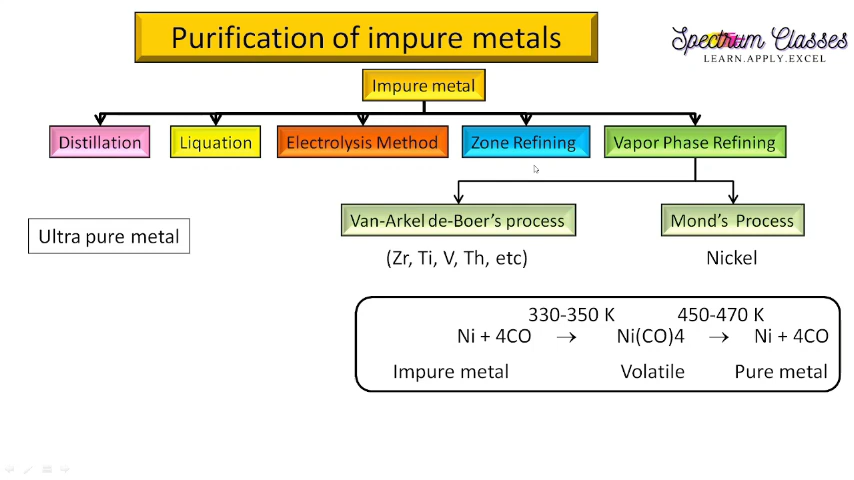 Purification of impure metals
Spectrum Classes
LEARN.APPLY.EXCEL
Impure metal
Distillation
Liquation
Electrolysis Method
Zone Refining
Vapor Phase Refining
Van-Arkel de-Boer's process
Mond's Process
Ultra pure metal
(Zr, Ti, V, Th, etc)
Nickel
330-350 K 450-470 K
Ni + 4CO → Ni(CO)4 → Ni + 4CO
Impure metal Volatile Pure metal